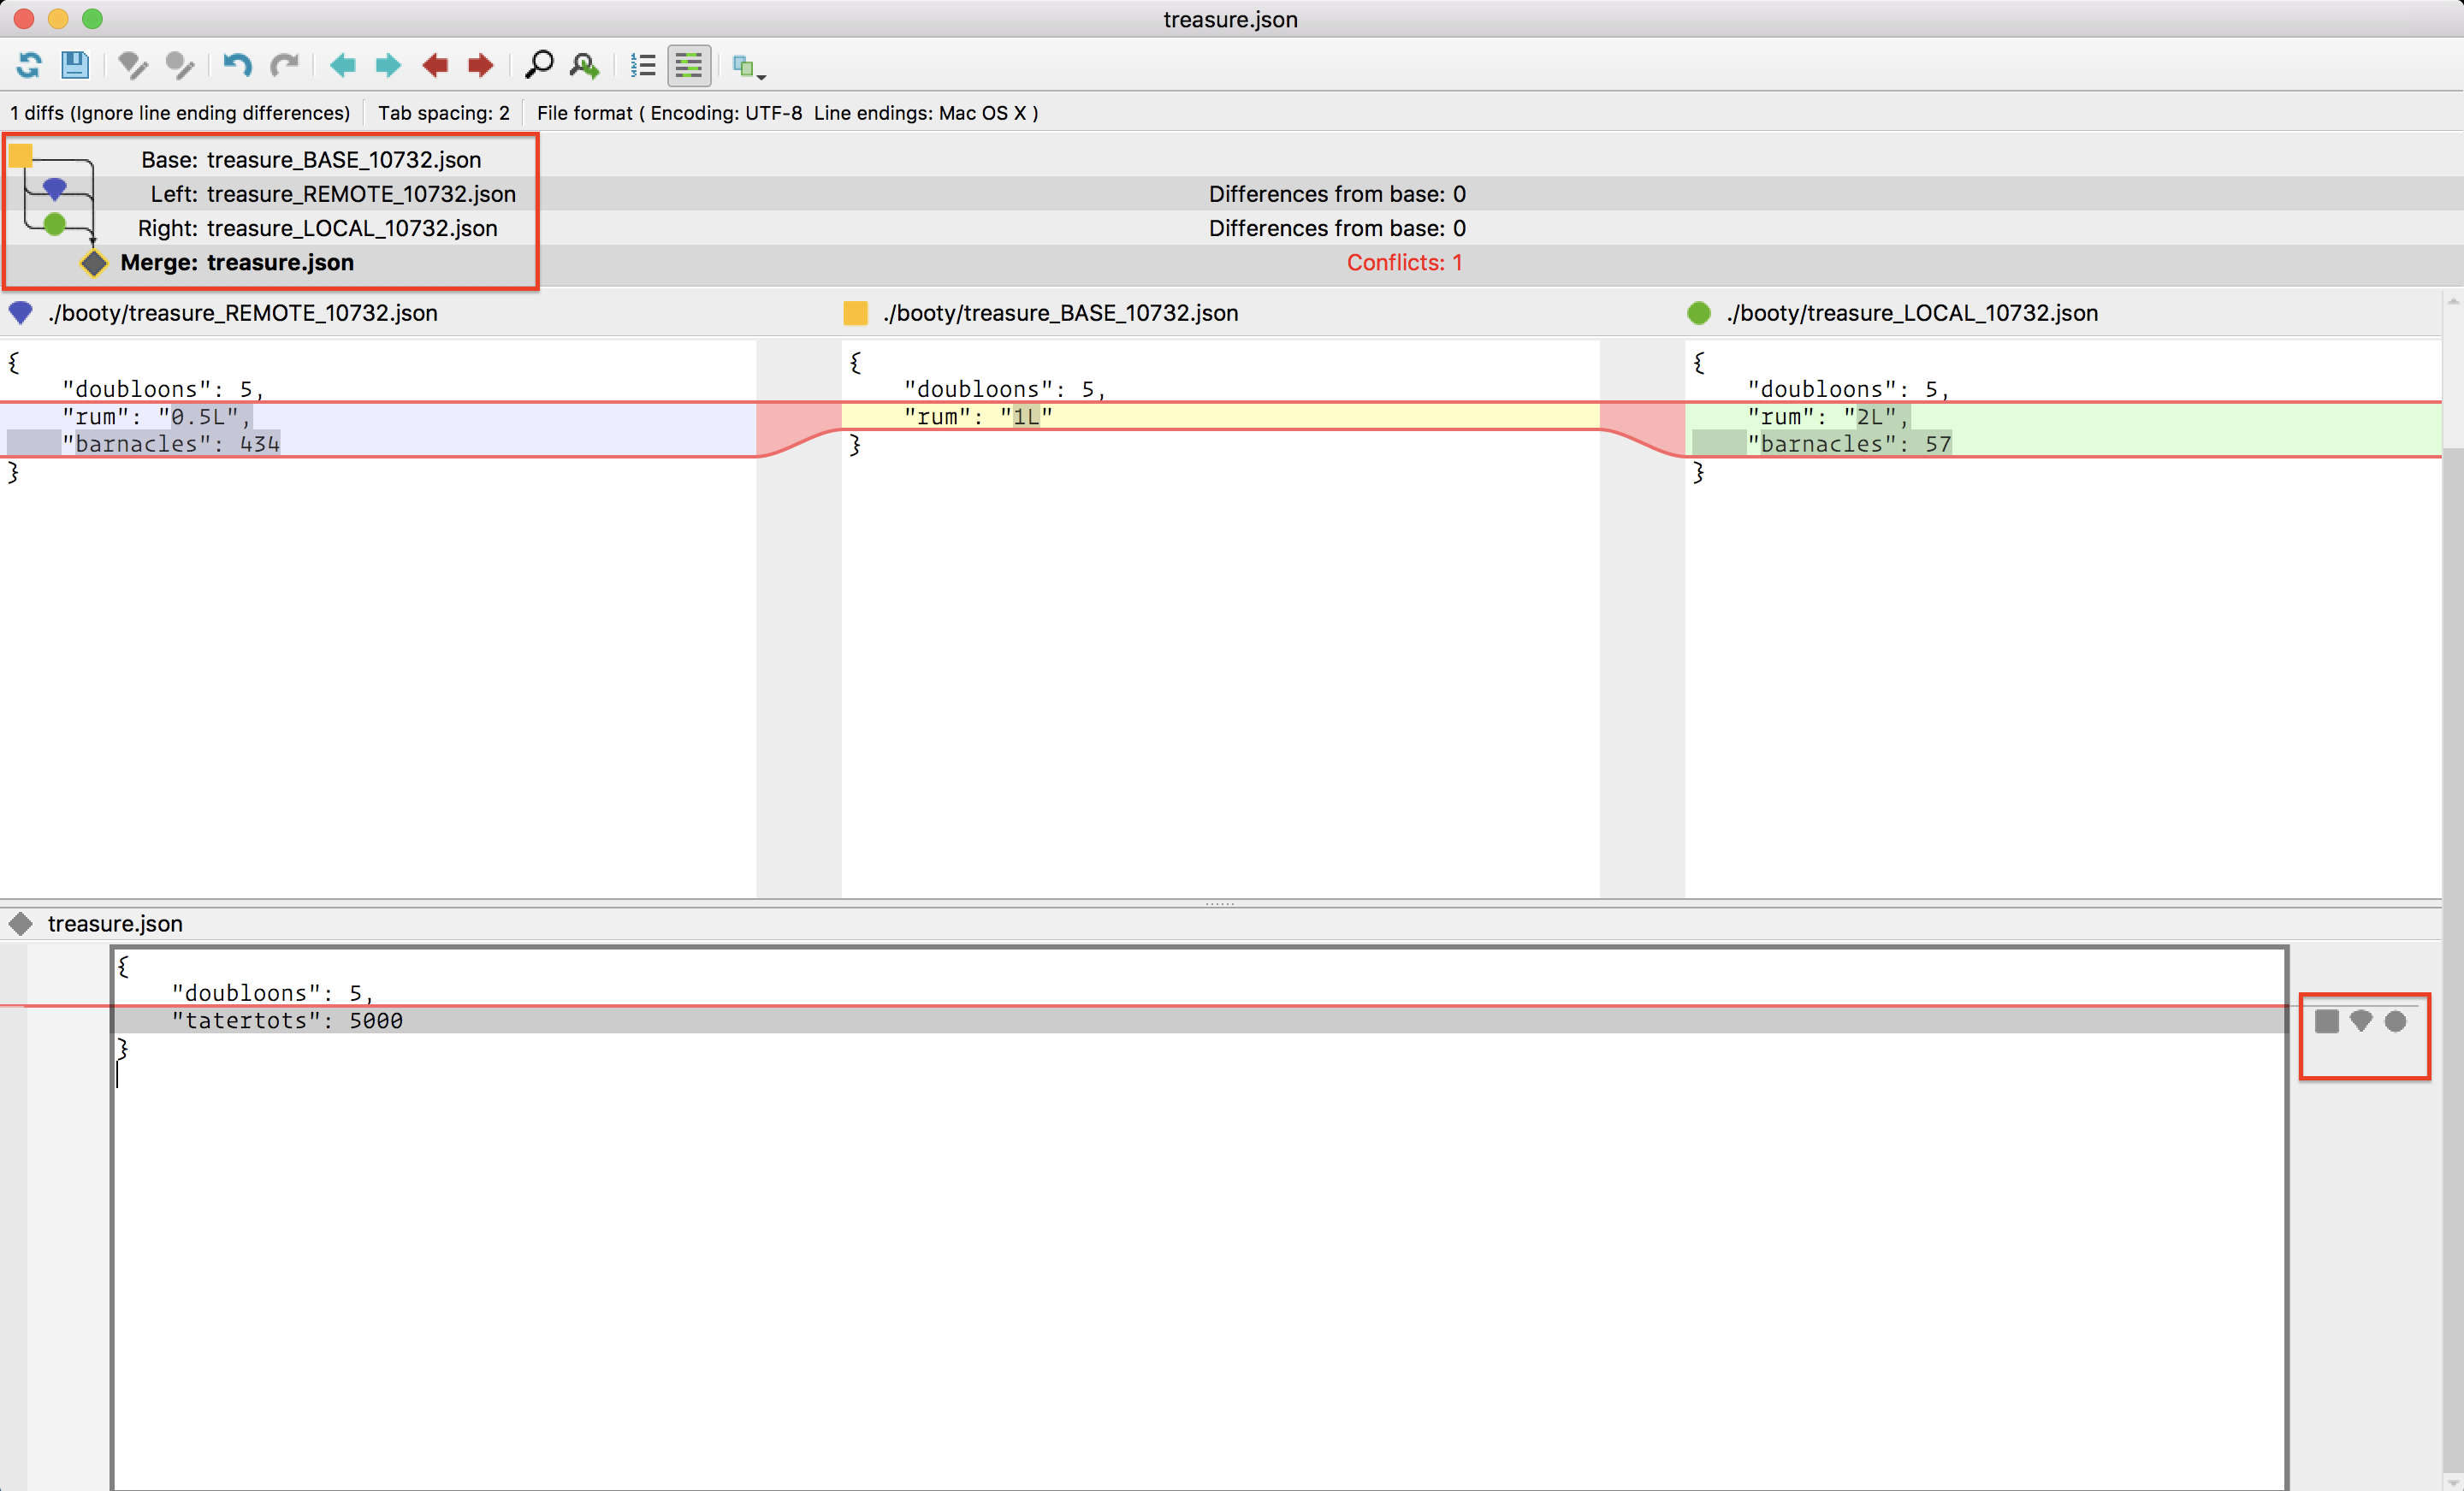 treasure.json
1 diffs (Ignore line ending differences) Tab spacing: 2 File format ( Encoding: UTF-8 Line endings: Mac OS X )
Base: treasure_BASE_10732.json
Left: treasure_REMOTE_10732.json Differences from base: 0
Right: treasure_LOCAL_10732.json Differences from base: 0
Merge: treasure.json Conflicts: 1
./booty/treasure_REMOTE_10732.json
{
"doubloons": 5,
"rum": "0.5L",
"barnacles": 434
}
./booty/treasure_BASE_10732.json
{
"doubloons": 5,
"rum": "1L"
}
./booty/treasure_LOCAL_10732.json
{
"doubloons": 5,
"rum": "2L",
"barnacles": 57
}
treasure.json
{
"doubloons": 5,
"tatertots": 5000
}